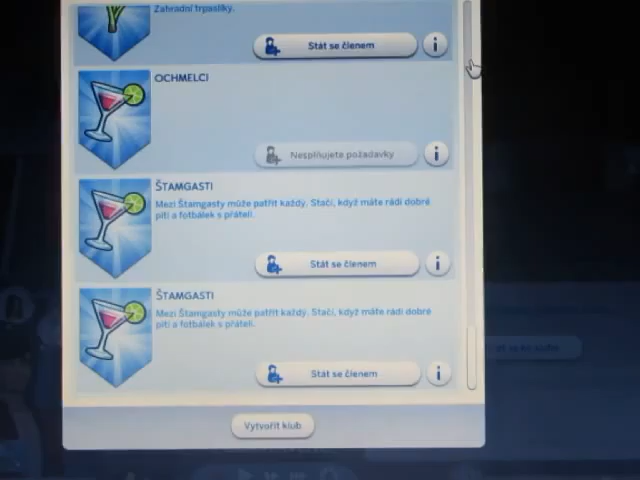 Zahradní trpaslíky.
Stát se členem
i
OCHMELCI
Nesplňujete požadavky
i
ŠTAMGASTI
Mezi Štamgasty může patřit každý. Stačí, když máte rádi dobré
pití a fotbálek s přáteli.
Stát se členem
i
ŠTAMGASTI
Mezi Štamgasty může patřit každý. Stačí, když máte rádi dobré
pití a fotbálek s přáteli.
Stát se členem
i
Vytvořit klub